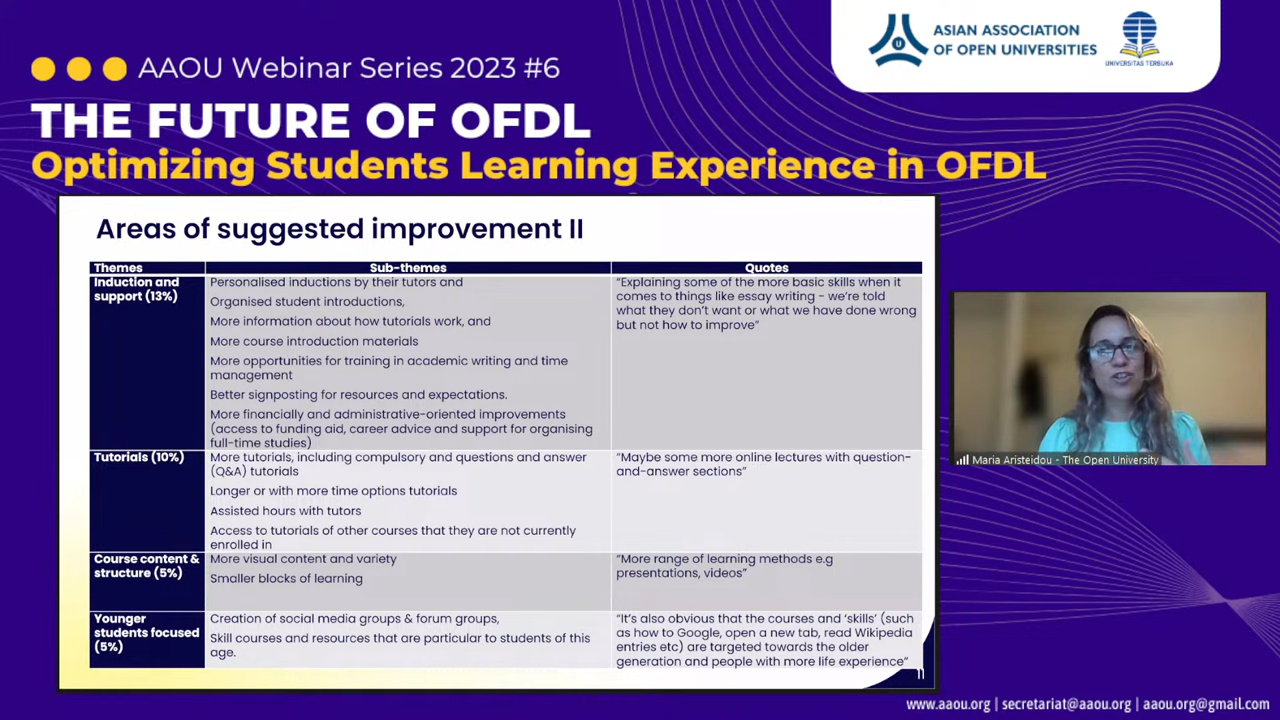 ASIAN ASSOCIATION
OF OPEN UNIVERSITIES
U
UNIVERSITAS TERBUKA
AAOU Webinar Series 2023 #6
THE FUTURE OF OFDL
Optimizing Students Learning Experience in OFDL
Areas of suggested improvement II
Themes
Sub-themes
Quotes
Induction and
support (13%)
Personalised inductions by their tutors and
Organised student introductions,
More information about how tutorials work, and
More course introduction materials
More opportunities for training in academic writing and time
management
Better signposting for resources and expectations.
More financially and administrative-oriented improvements
(access to funding aid, career advice and support for organising
full-time studies)
“Explaining some of the more basic skills when it
comes to things like essay writing - we’re told
what they don’t want or what we have done wrong
but not how to improve”
Tutorials (10%)
More tutorials, including compulsory and questions and answer
(Q&A) tutorials
Longer or with more time options tutorials
Assisted hours with tutors
Access to tutorials of other courses that they are not currently
enrolled in
“Maybe some more online lectures with question-
and-answer sections”
Course content &
structure (5%)
More visual content and variety
Smaller blocks of learning
“More range of learning methods e.g
presentations, videos”
Younger
students focused
(5%)
Creation of social media groups & forum groups,
Skill courses and resources that are particular to students of this
age.
“It’s also obvious that the courses and ‘skills’ (such
as how to Google, open a new tab, read Wikipedia
entries etc) are targeted towards the older
generation and people with more life experience”
11
Maria Aristeidou - The Open University
www.aaou.org | secretariat@aaou.org | aaou.org@gmail.com